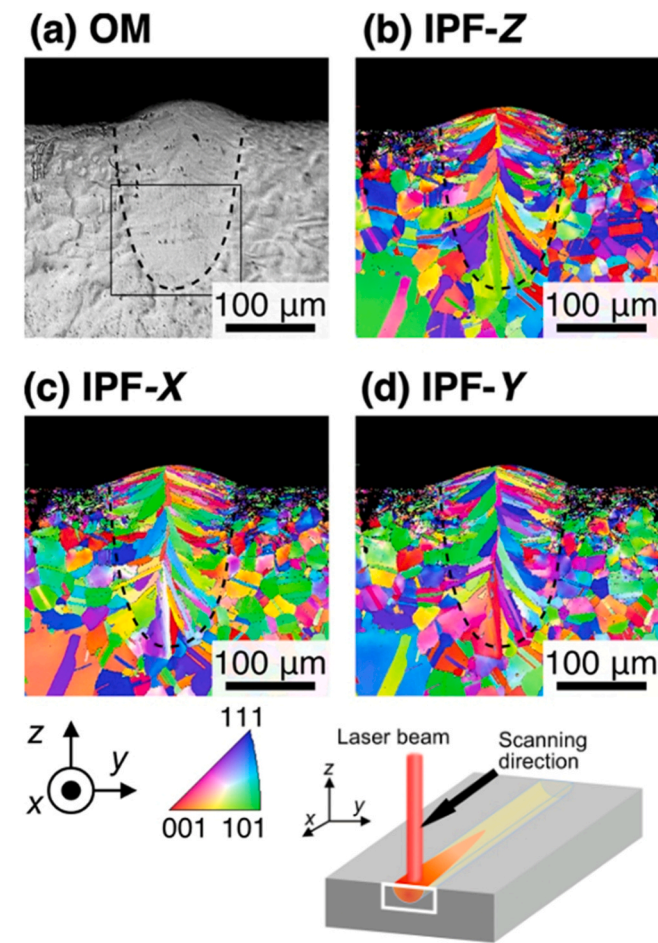 (a) OM
(b) IPF-Z
100 μm
100 μm
(c) IPF-X
(d) IPF-Y
100 μm
100 μm
z
y
x
111
001
101
Laser beam
Scanning
direction
z
y
x